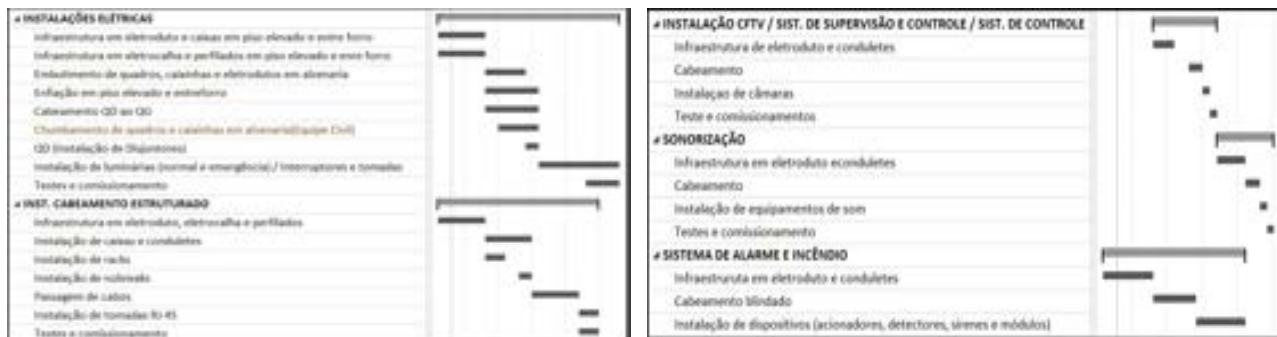 INSTALAÇÕES ELÉTRICAS
Infraestrutura em eletroduto e caixas em piso elevado e entre forro
Infraestrutura em eletrocalha e perfilados em piso elevado e enre forro
Embutimento de quadros, caixinhas e eletrodutos em alvenaria
Enfiação em piso elevado e entreforro
Cabeamento QD ao QG
Chumbamento de quadros e caixinhas em alvenaria(Equipe Civil)
QD (Instalação de Disjuntores)
Instalação de luminárias (normal e emergência) / Interruptores e tomadas
Testes e comissionamento
INST. CABEAMENTO ESTRUTURADO
Infraestrutura em eletroduto, eletrocalha e perfilados
Instalação de caixas e conduletes
Instalação de racks
Instalação de
Passagem de cabos
Instalação de tomadas RJ-45
Testes e comissionamento
INSTALAÇÃO CFTV / SIST. DE SUPERVISÃO E CONTROLE / SIST. DE CONTROLE
Infraestrutura de eletroduto e conduletes
Cabeamento
Instalaçao de câmaras
Teste e comissionamentos
SONORIZAÇÃO
Infraestrutura em eletroduto econduletes
Cabeamento
Instalação de equipamentos de som
Testes e comissionamento
SISTEMA DE ALARME E INCÊNDIO
Infraestruruta em eletroduto e conduletes
Cabeamento blindado
Instalação de dispositivos (acionadores, detectores, sirenes e módulos)